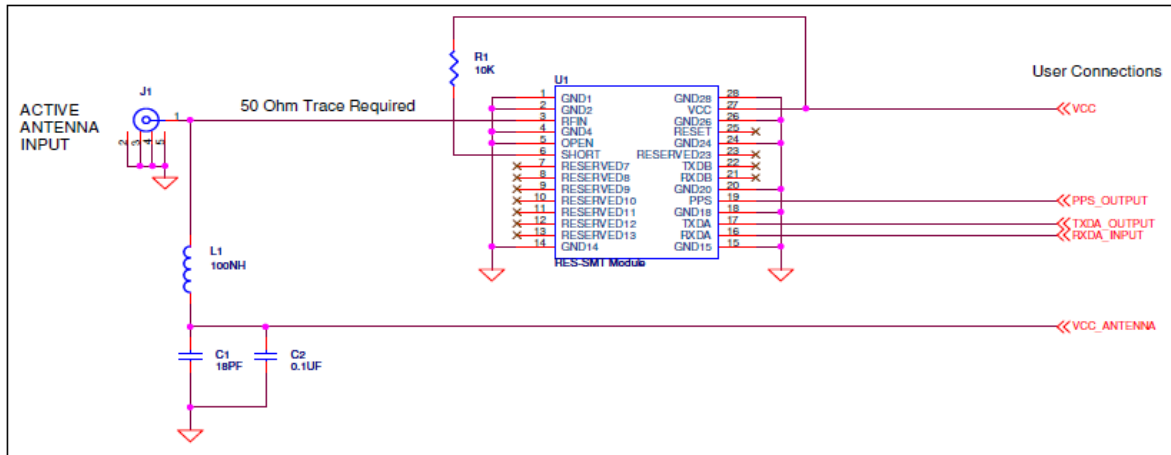 R1
10K
User Connections
J1
ACTIVE
ANTENNA
INPUT
1
2
3
4
5
50 Ohm Trace Required
U1
1 GND1
2 GND2
3 RFIN
4 GND4
5 OPEN
6 SHORT
7 RESERVED7
8 RESERVED8
9 RESERVED9
10 RESERVED10
11 RESERVED11
12 RESERVED12
13 RESERVED13
14 GND14
GND28 28
VCC 27
GND26 26
RESET 25
GND24 24
RESERVED23 23
TXDB 22
RXDB 21
GND20 20
PPS 19
GND18 18
TXDA 17
RXDA 16
GND15 15
RES-SMT Module
VCC
PPS_OUTPUT
TXDA_OUTPUT
RXDA_INPUT
L1
100NH
VCC_ANTENNA
C1
18PF
C2
0.1UF